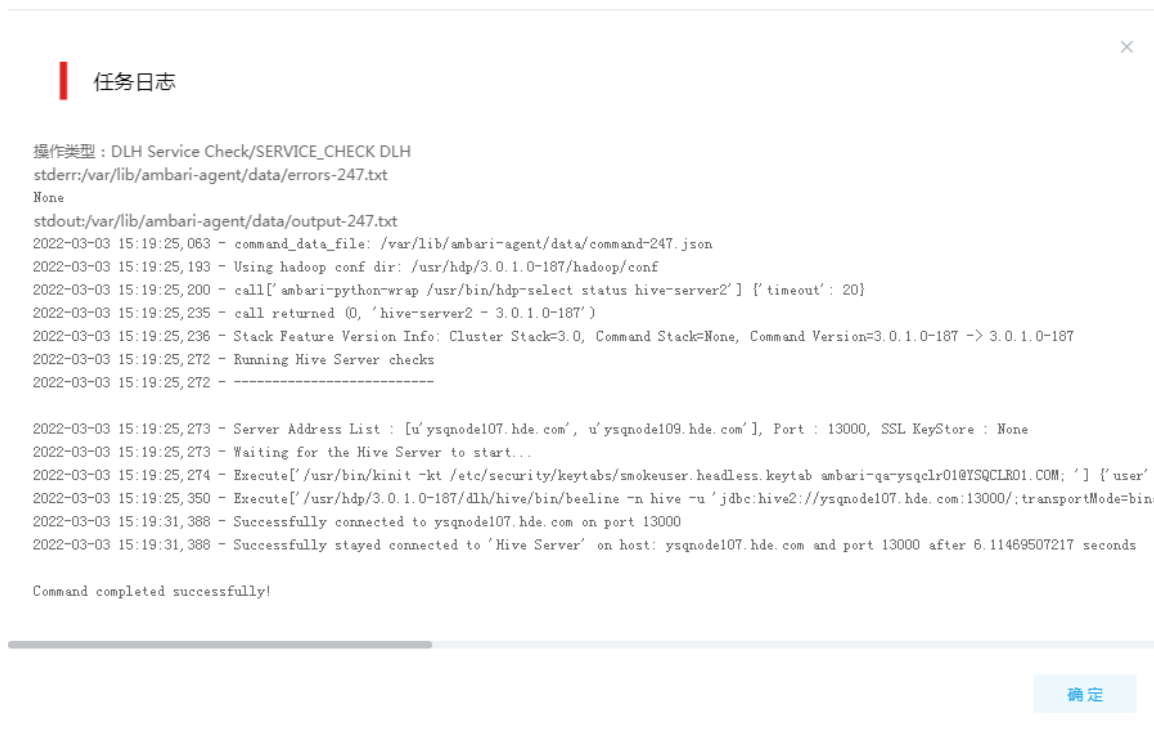 任务日志
操作类型：DLH Service Check/SERVICE_CHECK DLH
stderr:/var/lib/ambari-agent/data/errors-247.txt
None
stdout:/var/lib/ambari-agent/data/output-247.txt
2022-03-03 15:19:25,063 - command_data_file: /var/lib/ambari-agent/data/command-247.json
2022-03-03 15:19:25,193 - Using hadoop conf dir: /usr/hdp/3.0.1.0-187/hadoop/conf
2022-03-03 15:19:25,200 - call['ambari-python-wrap /usr/bin/hdp-select status hive-server2'] {'timeout': 20}
2022-03-03 15:19:25,235 - call returned (0, 'hive-server2 - 3.0.1.0-187')
2022-03-03 15:19:25,236 - Stack Feature Version Info: Cluster Stack=3.0, Command Stack=None, Command Version=3.0.1.0-187 -> 3.0.1.0-187
2022-03-03 15:19:25,272 - Running Hive Server checks
2022-03-03 15:19:25,272 - --------------------------
2022-03-03 15:19:25,273 - Server Address List : [u'ysqnode107.hde.com', u'ysqnode109.hde.com'], Port : 13000, SSL KeyStore : None
2022-03-03 15:19:25,273 - Waiting for the Hive Server to start...
2022-03-03 15:19:25,274 - Execute['/usr/bin/kinit -kt /etc/security/keytabs/smokeuser.headless.keytab ambari-qa-ysqclr01@YSQCLR01.COM; '] {'user'
2022-03-03 15:19:25,350 - Execute['/usr/hdp/3.0.1.0-187/dlh/hive/bin/beeline -n hive -u 'jdbc:hive2://ysqnode107.hde.com:13000/;transportMode=bin
2022-03-03 15:19:31,388 - Successfully connected to ysqnode107.hde.com on port 13000
2022-03-03 15:19:31,388 - Successfully stayed connected to 'Hive Server' on host: ysqnode107.hde.com and port 13000 after 6.11469507217 seconds
Command completed successfully!
确定